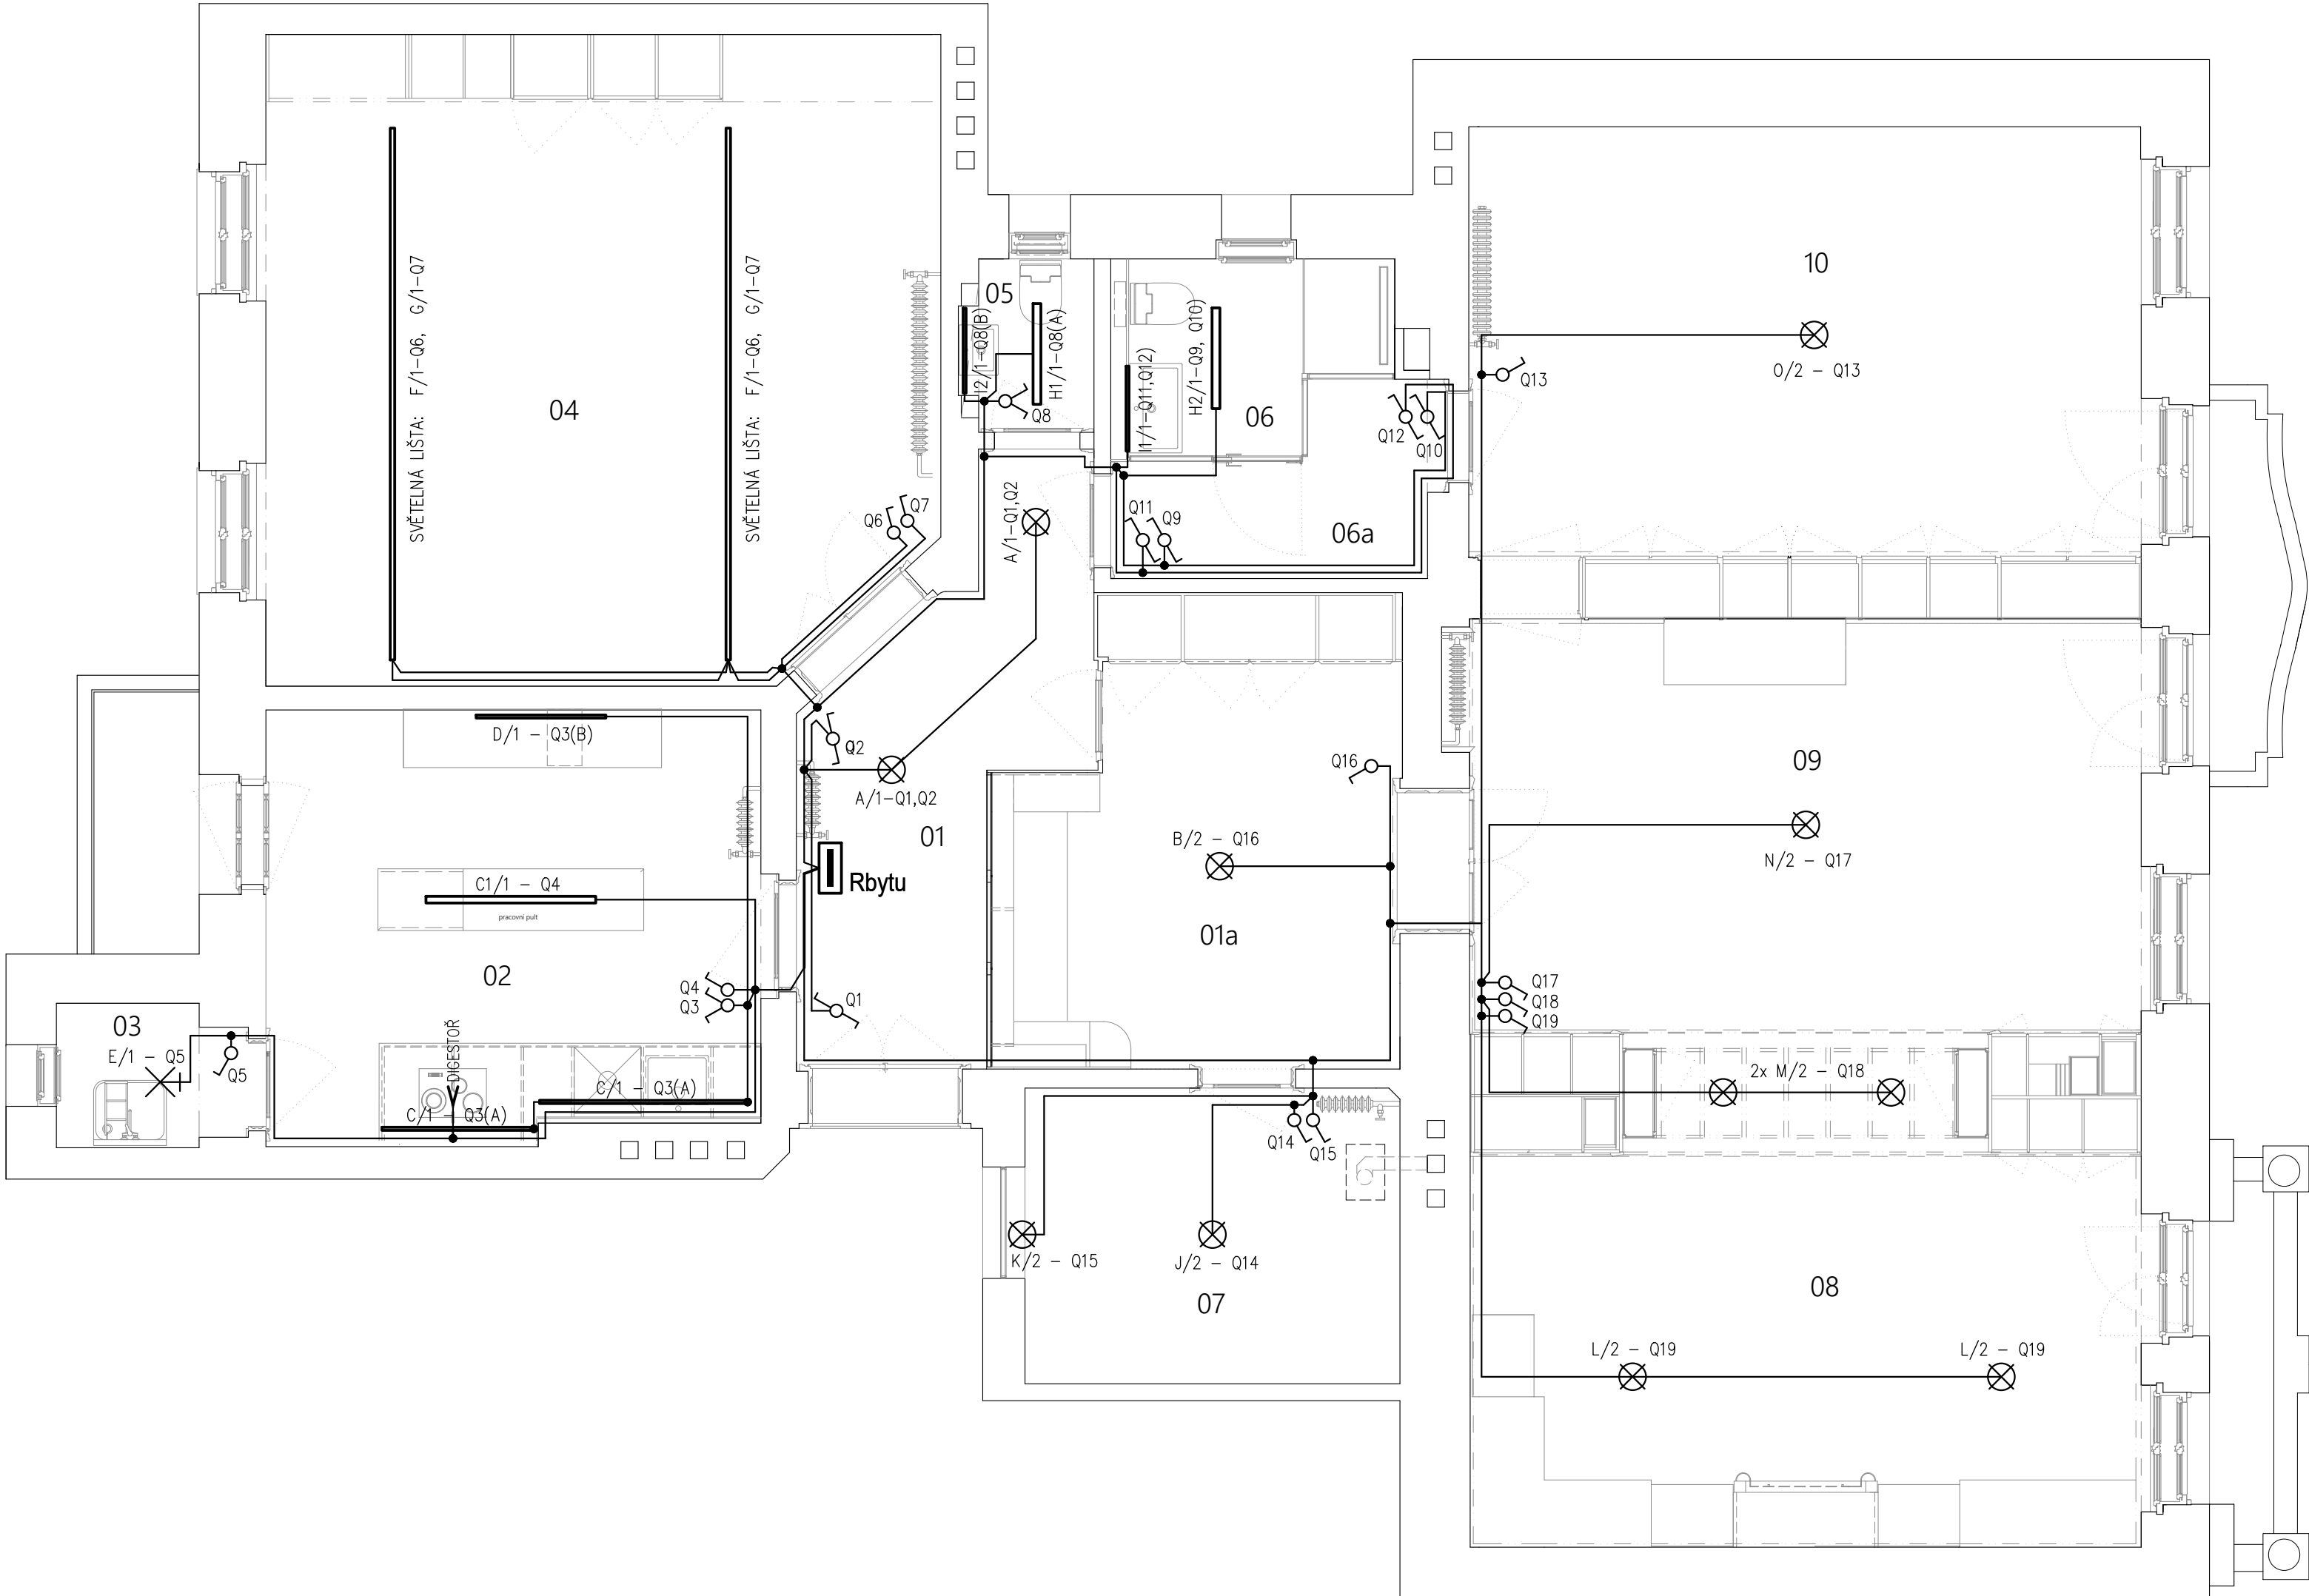 SVĚTELNÁ LIŠTA: F/1-Q6, G/1-Q7
SVĚTELNÁ LIŠTA: F/1-Q6, G/1-Q7
04
Q6
Q7
05
H2/1-Q8(B)
H1/1-Q8(A)
Q8
I1/1-Q11,Q12)
H2/1-Q9, Q10)
06
Q12
Q10
Q11
Q9
06a
10
O/2 - Q13
Q13
A/1-Q1,Q2
D/1 - Q3(B)
Q2
A/1-Q1,Q2
01
Rbytu
C1/1 - Q4
pracovní pult
02
Q4
Q3
Q1
Q16
B/2 - Q16
01a
09
N/2 - Q17
Q17
Q18
Q19
03
E/1 - Q5
Q5
DIGESTOŘ
C/1 - Q3(A)
C/1 - Q3(A)
2x M/2 - Q18
Q14
Q15
K/2 - Q15
J/2 - Q14
07
08
L/2 - Q19
L/2 - Q19